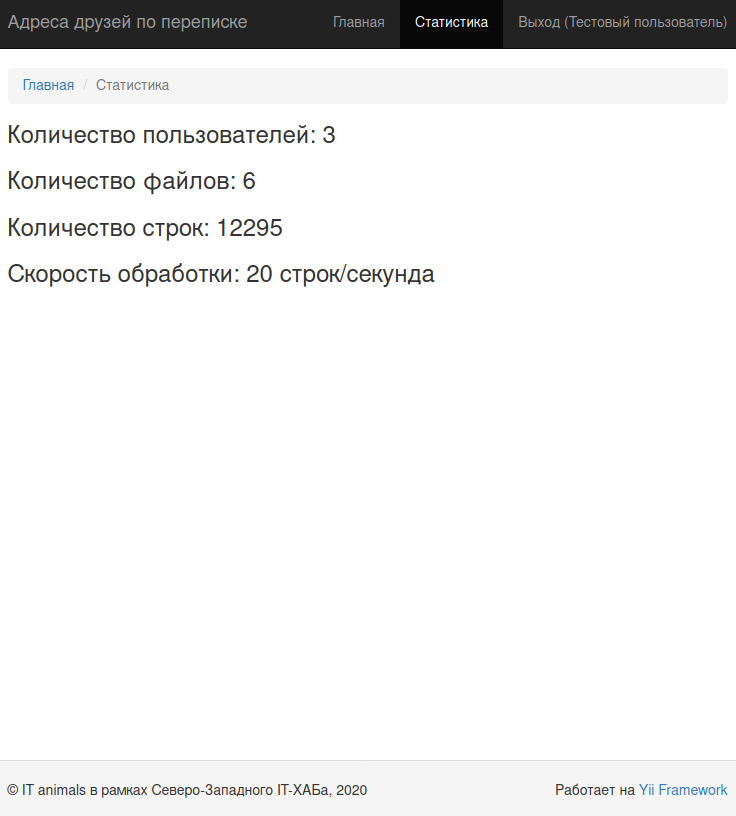 Адреса друзей по переписке Главная Статистика Выход (Тестовый пользователь)
Главная / Статистика
Количество пользователей: 3
Количество файлов: 6
Количество строк: 12295
Скорость обработки: 20 строк/секунда
© IT animals в рамках Северо-Западного IT-ХАБа, 2020 Работает на Yii Framework